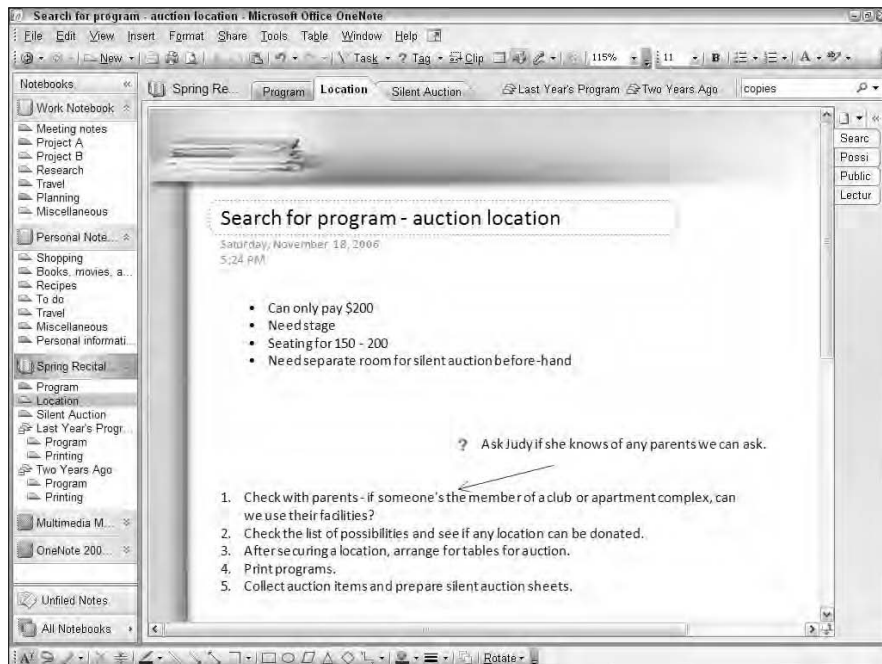 Search for program - auction location - Microsoft Office OneNote
File Edit View Insert Format Share Tools Table Window Help
New Task ? Tag Clip 115% 11 B A
Notebooks «
Spring Re... Program Location Silent Auction Last Year's Program Two Years Ago copies
Work Notebook
Meeting notes
Project A
Project B
Research
Travel
Planning
Miscellaneous
Personal Note...
Shopping
Books, movies, a...
Recipes
To do
Travel
Miscellaneous
Personal informati...
Spring Recital
Program
Location
Silent Auction
Last Year's Progr...
Program
Printing
Two Years Ago
Program
Printing
Multimedia M...
OneNote 200...
Unfiled Notes
All Notebooks
Search for program - auction location
Saturday, November 18, 2006
5:24 PM
• Can only pay $200
• Need stage
• Seating for 150 - 200
• Need separate room for silent auction before-hand
? Ask Judy if she knows of any parents we can ask.
1. Check with parents - if someone's the member of a club or apartment complex, can
we use their facilities?
2. Check the list of possibilities and see if any location can be donated.
3. After securing a location, arrange for tables for auction.
4. Print programs.
5. Collect auction items and prepare silent auction sheets.
Searc
Possi
Public
Lectur
Rotate